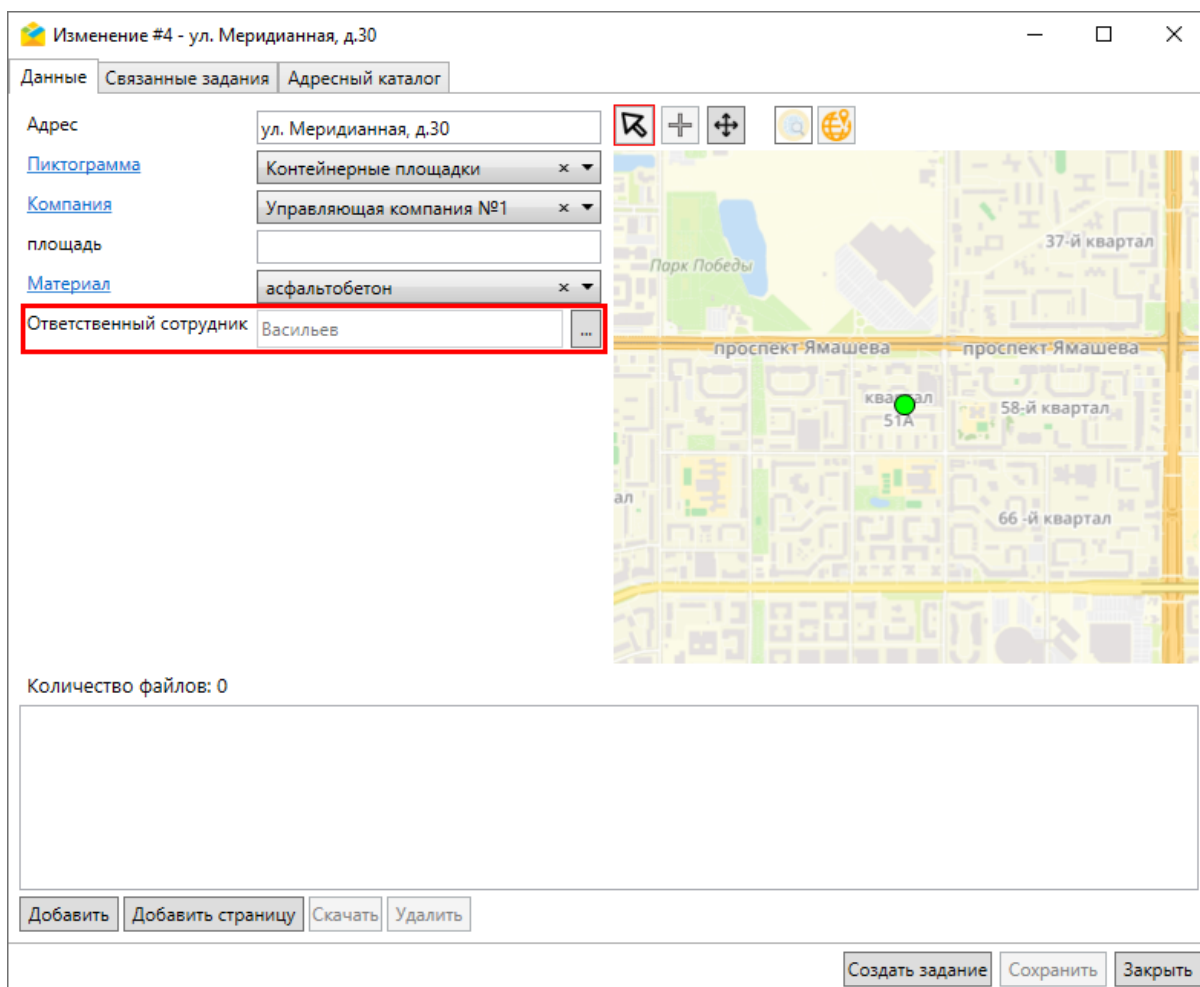 Изменение #4 - ул. Меридианная, д.30
Данные Связанные задания Адресный каталог
Адрес ул. Меридианная, д.30
Пиктограмма Контейнерные площадки
Компания Управляющая компания №1
площадь
Материал асфальтобетон
Ответственный сотрудник Васильев ...
37-й квартал
Парк Победы
проспект Ямашева проспект Ямашева
квартал
51А
58-й квартал
ал
66 -й квартал
Количество файлов: 0
Добавить Добавить страницу Скачать Удалить
Создать задание Сохранить Закрыть